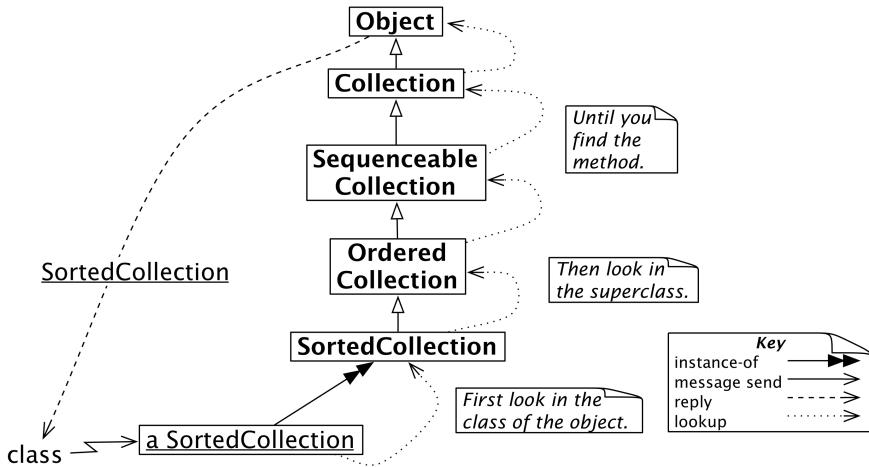 Object
Collection
Until you
find the
method.
Sequenceable
Collection
Ordered
Collection
SortedCollection
Then look in
the superclass.
SortedCollection
Key
instance-of
message send
reply
lookup
First look in the
class of the object.
a SortedCollection
class